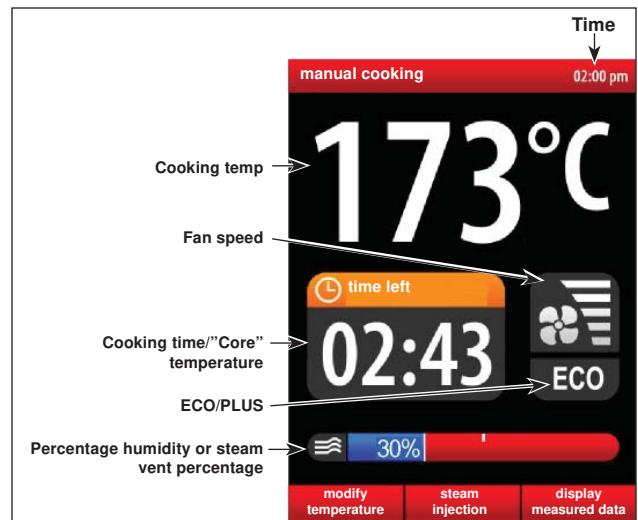 Time
manual cooking 02:00 pm
173°C
Cooking temp
Fan speed
time left
02:43
Cooking time/"Core"
temperature
ECO
ECO/PLUS
Percentage humidity or steam
vent percentage
30%
modify
temperature
steam
injection
display
measured data